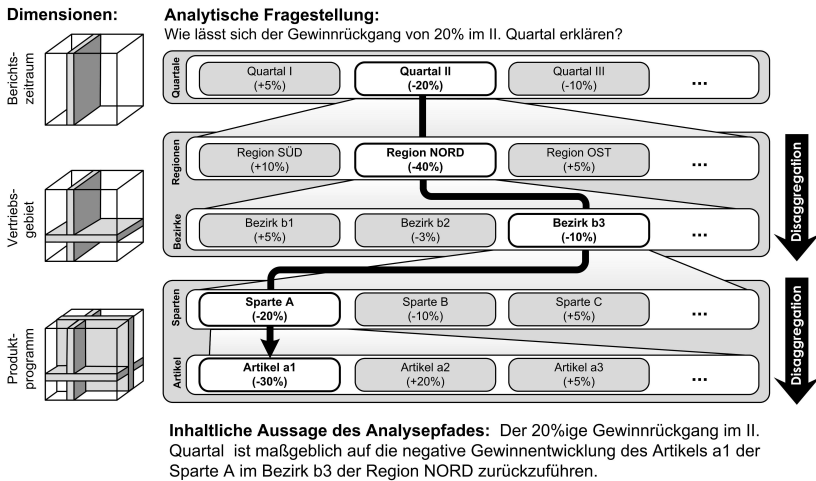 Dimensionen:
Analytische Fragestellung:
Wie lässt sich der Gewinnrückgang von 20% im II. Quartal erklären?
Berichts-
zeitraum
Quartale
Quartal I
(+5%)
Quartal II
(-20%)
Quartal III
(-10%)
...
Vertriebs-
gebiet
Regionen
Region SÜD
(+10%)
Region NORD
(-40%)
Region OST
(+5%)
...
Bezirke
Bezirk b1
(+5%)
Bezirk b2
(-3%)
Bezirk b3
(-10%)
...
Disaggregation
Produkt-
programm
Sparten
Sparte A
(-20%)
Sparte B
(-10%)
Sparte C
(+5%)
...
Artikel
Artikel a1
(-30%)
Artikel a2
(+20%)
Artikel a3
(+5%)
...
Disaggregation
Inhaltliche Aussage des Analysepfades: Der 20%ige Gewinnrückgang im II.
Quartal ist maßgeblich auf die negative Gewinnentwicklung des Artikels a1 der
Sparte A im Bezirk b3 der Region NORD zurückzuführen.